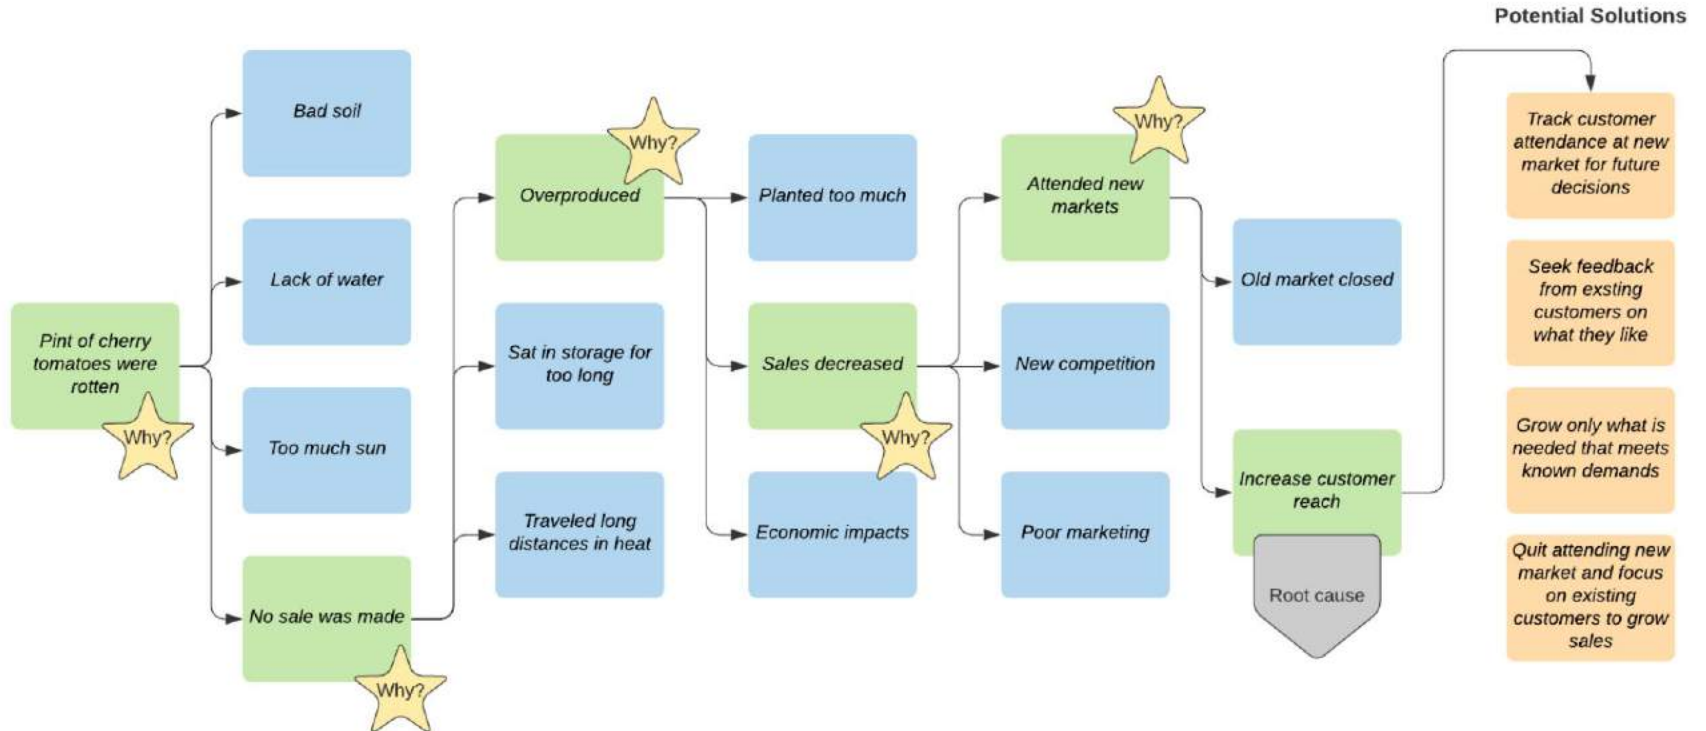 Potential Solutions
Bad soil
Lack of water
Too much sun
No sale was made
Why?
Pint of cherry
tomatoes were
rotten
Why?
Overproduced
Why?
Sat in storage for
too long
Traveled long
distances in heat
Planted too much
Sales decreased
Why?
Economic impacts
Attended new
markets
Why?
New competition
Poor marketing
Old market closed
Increase customer
reach
Root cause
Track customer
attendance at new
market for future
decisions
Seek feedback
from exsting
customers on
what they like
Grow only what is
needed that meets
known demands
Quit attending new
market and focus
on existing
customers to grow
sales